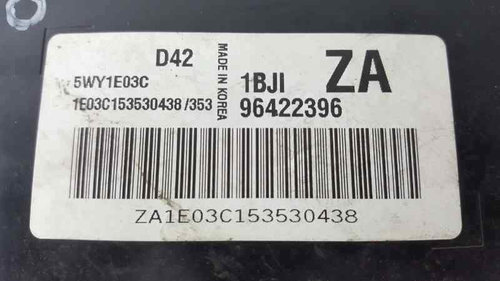 D42
5WY1E03C
1E03C153530438/353
MADE IN KOREA
1BJI ZA
96422396
ZA1E03C153530438